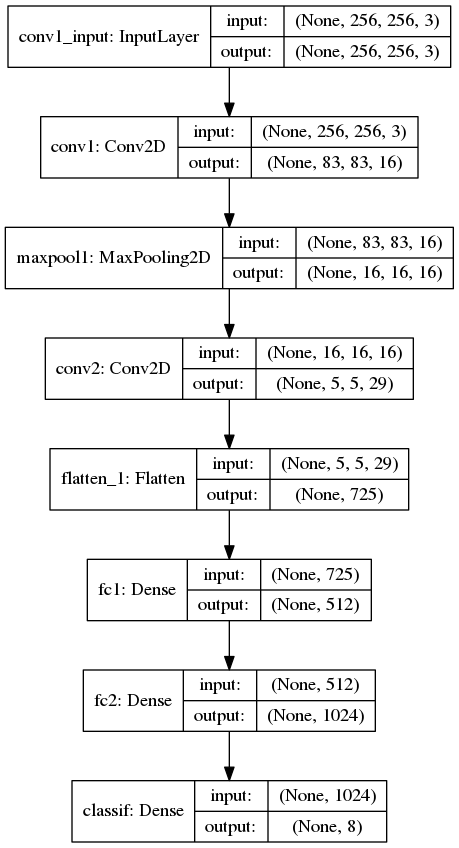 conv1_input: InputLayer
input: (None, 256, 256, 3)
output: (None, 256, 256, 3)
conv1: Conv2D
input: (None, 256, 256, 3)
output: (None, 83, 83, 16)
maxpool1: MaxPooling2D
input: (None, 83, 83, 16)
output: (None, 16, 16, 16)
conv2: Conv2D
input: (None, 16, 16, 16)
output: (None, 5, 5, 29)
flatten_1: Flatten
input: (None, 5, 5, 29)
output: (None, 725)
fc1: Dense
input: (None, 725)
output: (None, 512)
fc2: Dense
input: (None, 512)
output: (None, 1024)
classif: Dense
input: (None, 1024)
output: (None, 8)